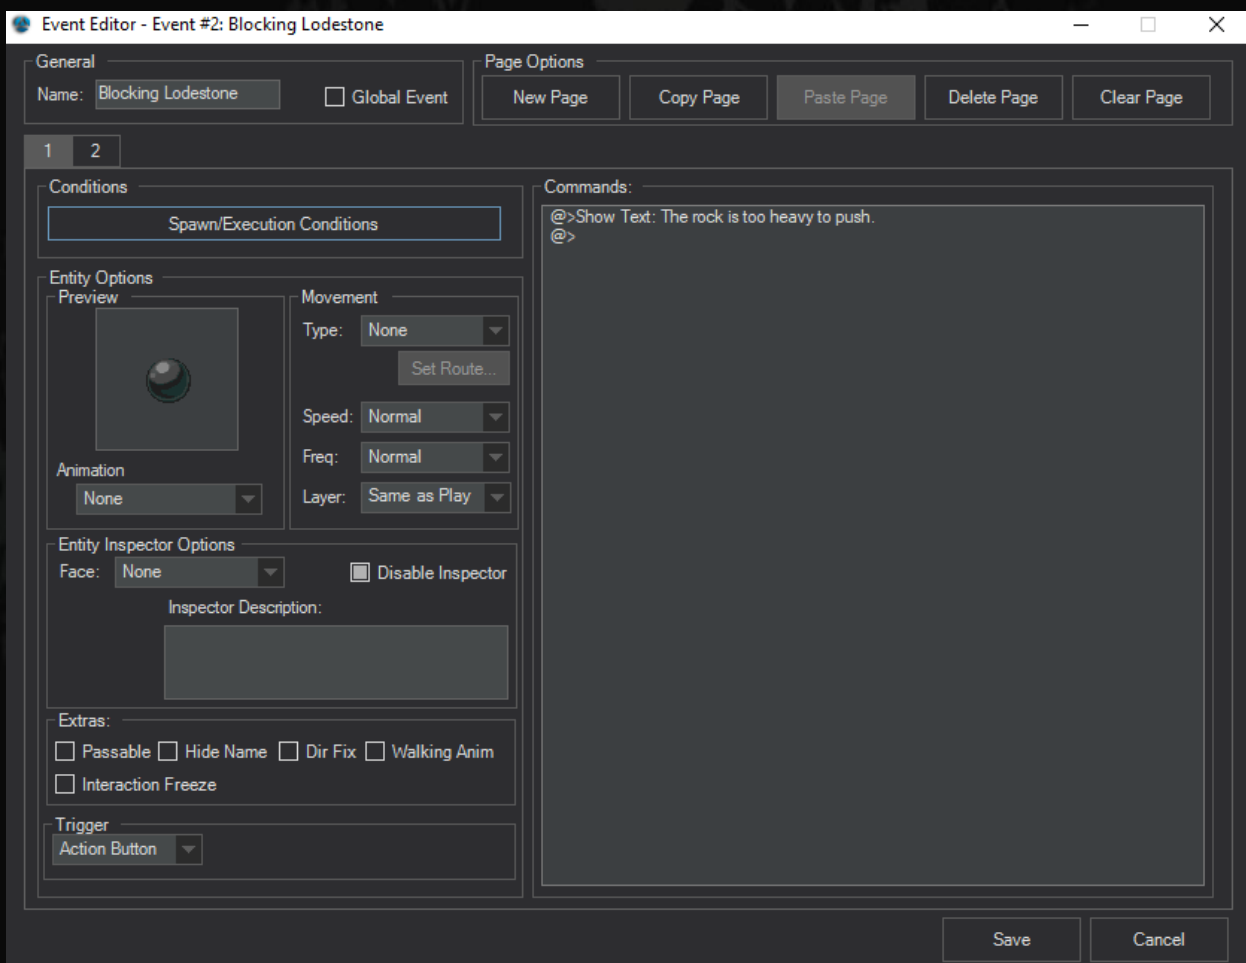 Event Editor - Event #2: Blocking Lodestone
General
Name: Blocking Lodestone
Global Event
Page Options
New Page
Copy Page
Paste Page
Delete Page
Clear Page
1
2
Conditions
Spawn/Execution Conditions
Entity Options
Preview
Animation
None
Movement
Type: None
Set Route...
Speed: Normal
Freq: Normal
Layer: Same as Play
Entity Inspector Options
Face: None
Disable Inspector
Inspector Description:
Extras:
Passable
Hide Name
Dir Fix
Walking Anim
Interaction Freeze
Trigger
Action Button
Commands:
@>Show Text: The rock is too heavy to push.
@>
Save
Cancel